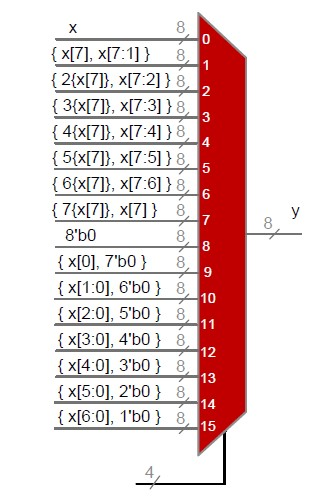 x 8 0
{ x[7], x[7:1] } 8 1
{ 2{x[7]}, x[7:2] } 8 2
{ 3{x[7]}, x[7:3] } 8 3
{ 4{x[7]}, x[7:4] } 8 4
{ 5{x[7]}, x[7:5] } 8 5
{ 6{x[7]}, x[7:6] } 8 6
{ 7{x[7]}, x[7] } 8 7
8'b0 8 8
{ x[0], 7'b0 } 8 9
{ x[1:0], 6'b0 } 8 10
{ x[2:0], 5'b0 } 8 11
{ x[3:0], 4'b0 } 8 12
{ x[4:0], 3'b0 } 8 13
{ x[5:0], 2'b0 } 8 14
{ x[6:0], 1'b0 } 8 15
y
8
4